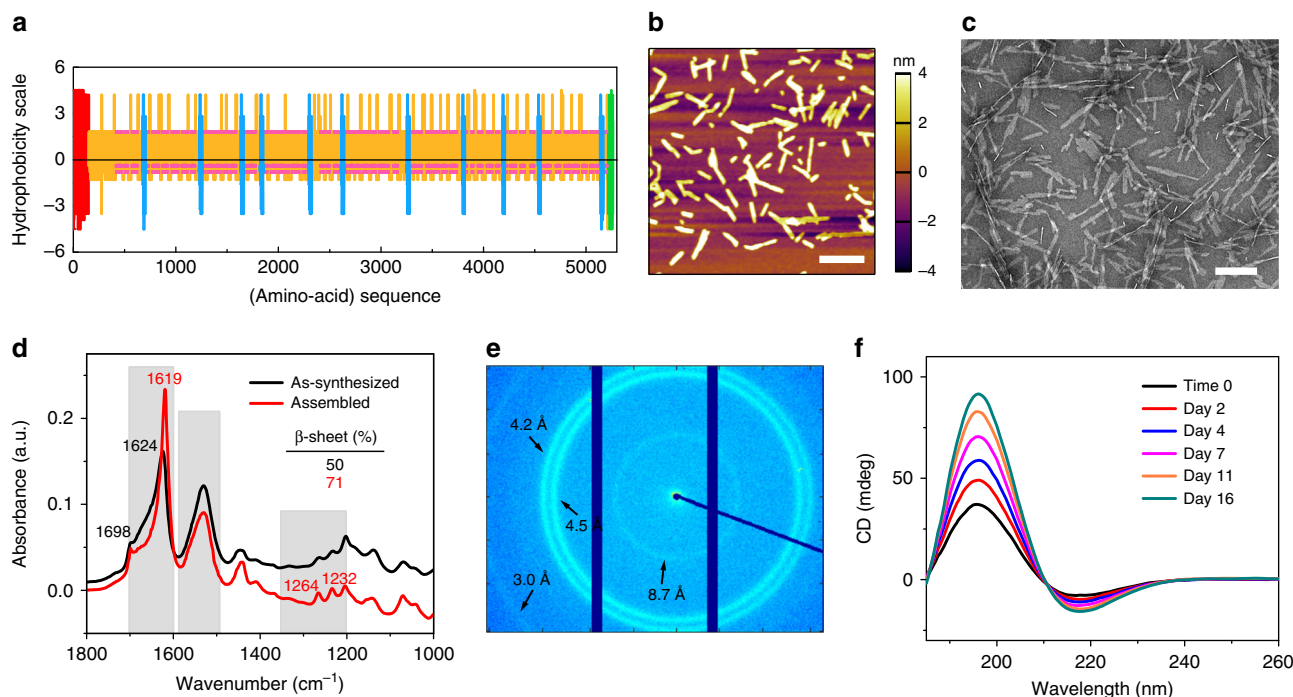 a
Hydrophobicity scale
6
3
0
−3
−6
0
1000
2000
3000
4000
5000
(Amino-acid) sequence
b
nm
4
2
0
−2
−4
c
d
Absorbance (a.u.)
0.2
0.1
0.0
1619
1624
1698
As-synthesized
Assembled
β-sheet (%)
50
71
1264
1232
1800
1600
1400
1200
1000
Wavenumber (cm⁻¹)
e
4.2 Å
4.5 Å
3.0 Å
8.7 Å
f
CD (mdeg)
100
50
0
Time 0
Day 2
Day 4
Day 7
Day 11
Day 16
200
220
240
260
Wavelength (nm)